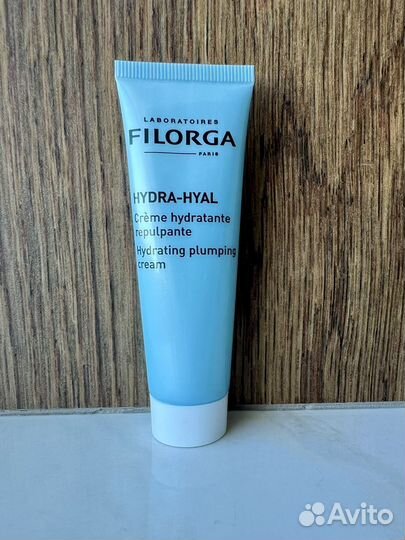 LABORATOIRES
FILORGA
PARIS
HYDRA-HYAL
Crème hydratante
repulpante
Hydrating plumping
cream
Avito